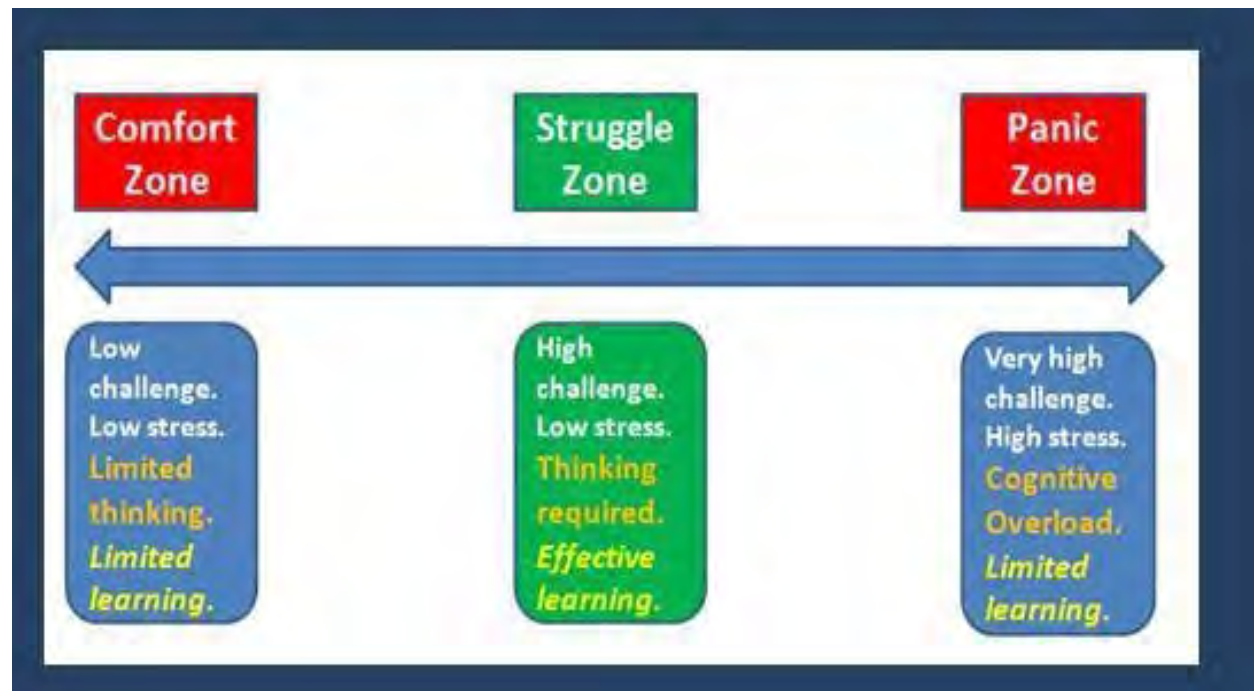 Comfort
Zone
Struggle
Zone
Panic
Zone
Low
challenge.
Low stress.
Limited
thinking.
Limited
learning.
High
challenge.
Low stress.
Thinking
required.
Effective
learning.
Very high
challenge.
High stress.
Cognitive
Overload.
Limited
learning.